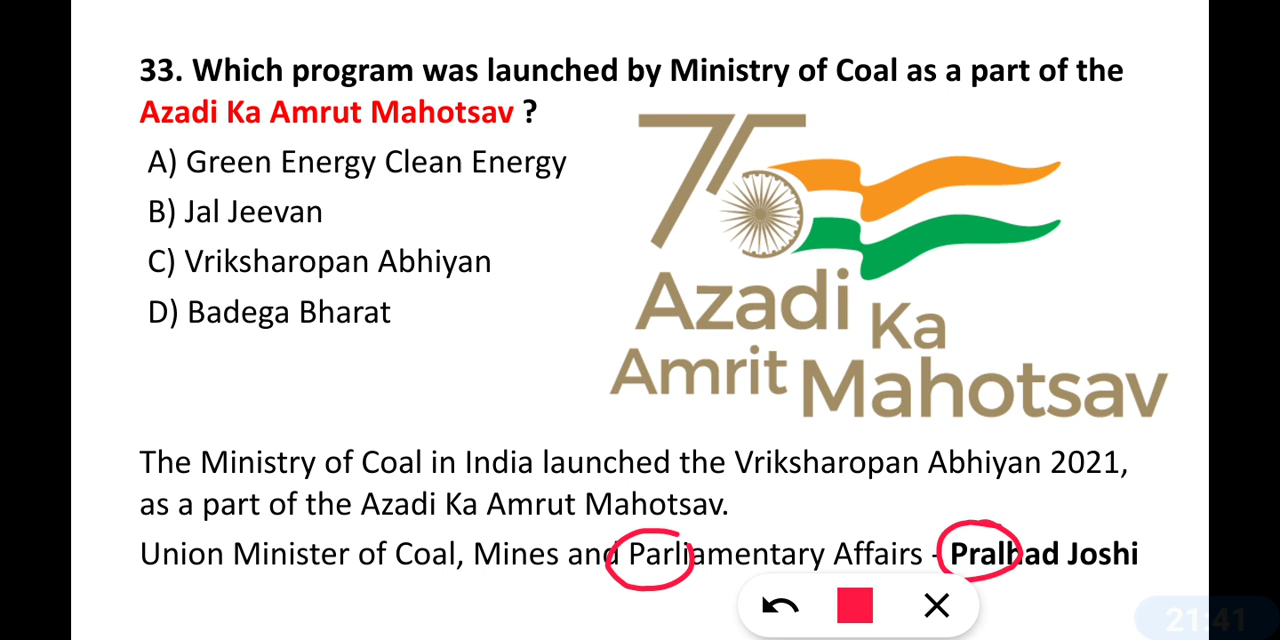 33. Which program was launched by Ministry of Coal as a part of the
Azadi Ka Amrut Mahotsav ?
A) Green Energy Clean Energy
B) Jal Jeevan
C) Vriksharopan Abhiyan
D) Badega Bharat
75
Azadi Ka
Amrit Mahotsav
The Ministry of Coal in India launched the Vriksharopan Abhiyan 2021,
as a part of the Azadi Ka Amrut Mahotsav.
Union Minister of Coal, Mines and Parliamentary Affairs - Pralhad Joshi
21:41